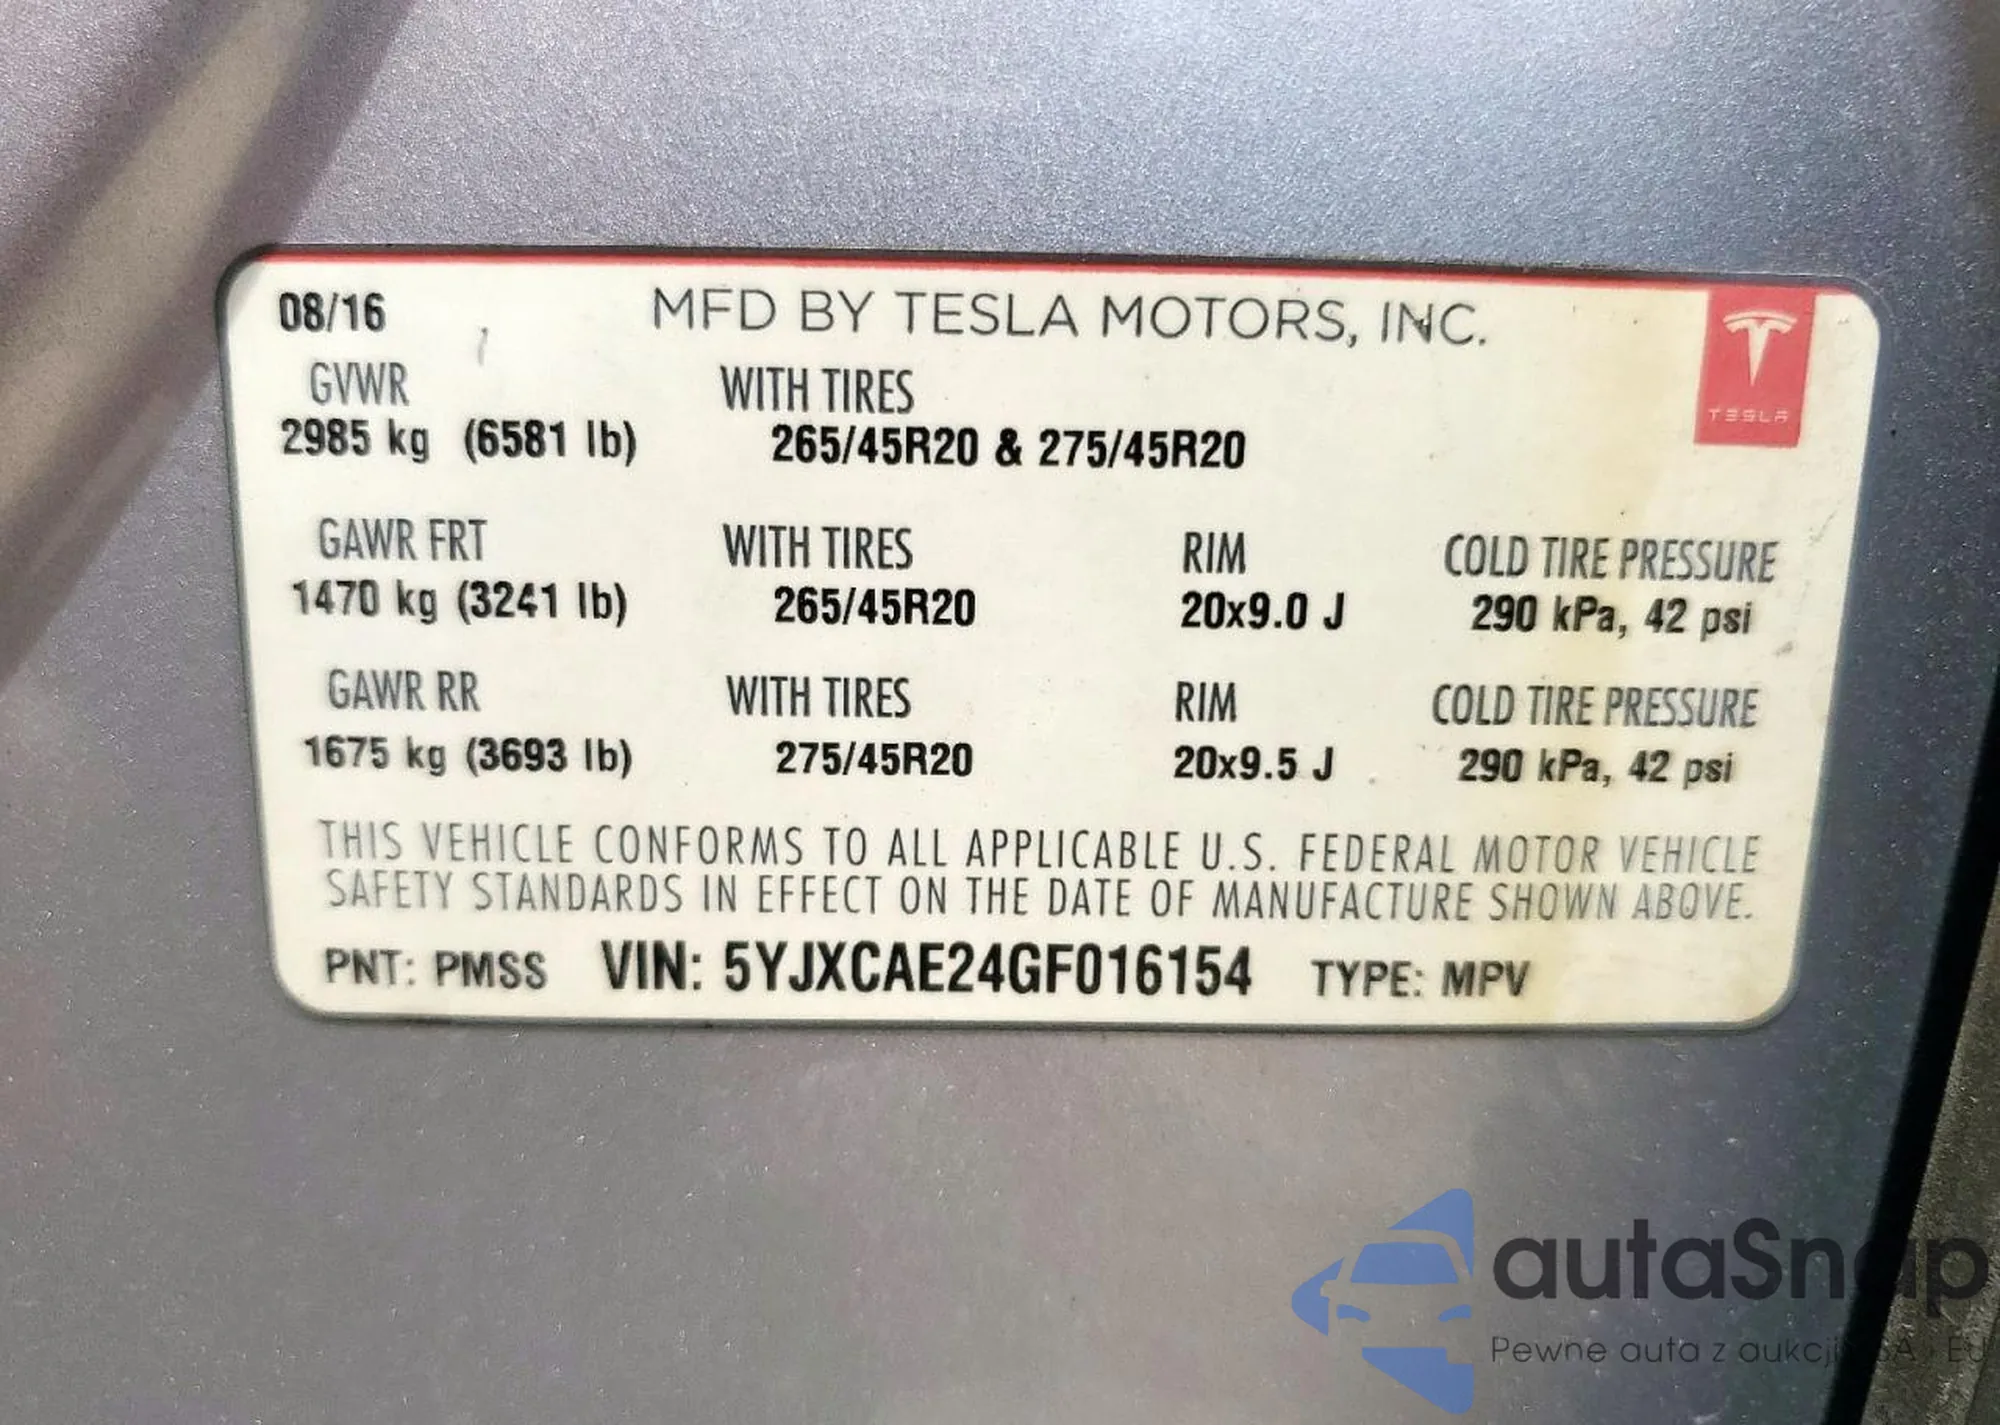 08/16 MFD BY TESLA MOTORS, INC.
GVWR WITH TIRES
TESLA
2985 kg (6581 lb) 265/45R20 & 275/45R20
GAWR FRT WITH TIRES RIM COLD TIRE PRESSURE
1470 kg (3241 lb) 265/45R20 20x9.0 J 290 kPa, 42 psi
GAWR RR WITH TIRES RIM COLD TIRE PRESSURE
1675 kg (3693 lb) 275/45R20 20x9.5 J 290 kPa, 42 psi
THIS VEHICLE CONFORMS TO ALL APPLICABLE U.S. FEDERAL MOTOR VEHICLE
SAFETY STANDARDS IN EFFECT ON THE DATE OF MANUFACTURE SHOWN ABOVE.
PNT: PMSS VIN: 5YJXCAE24GF016154 TYPE: MPV
autaSnap
Pewne auta z aukcji USA EU